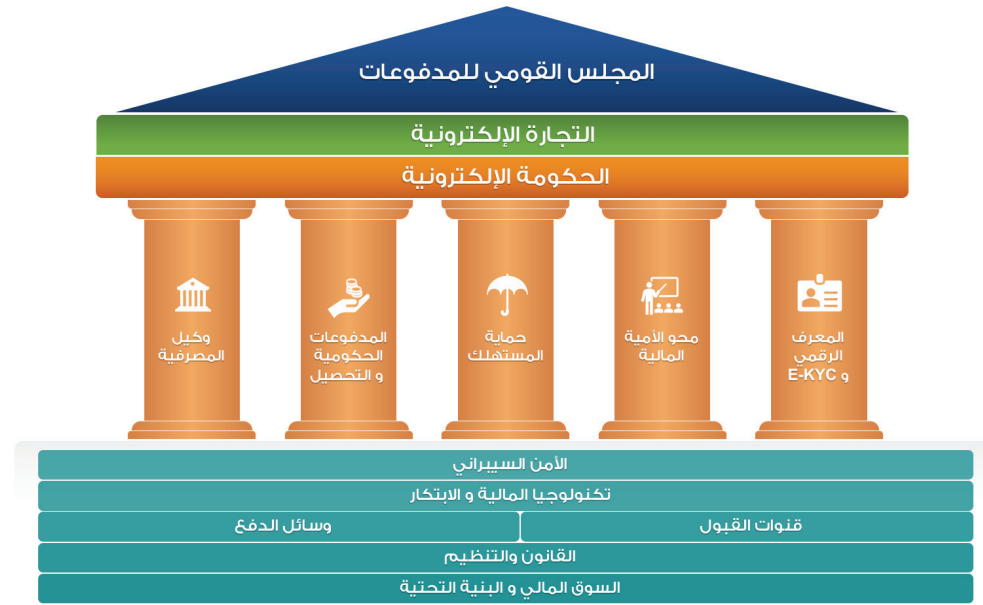 المجلس القومي للمدفوعات
التجارة الإلكترونية
الحكومة الإلكترونية
المعرف
الرقمي
و E-KYC
محو الأمية
المالية
حماية
المستهلك
المدفوعات
الحكومية
و التحصيل
وكيل
المصرفية
الأمن السيبراني
تكنولوجيا المالية و الابتكار
قنوات القبول
وسائل الدفع
القانون والتنظيم
السوق المالي و البنية التحتية